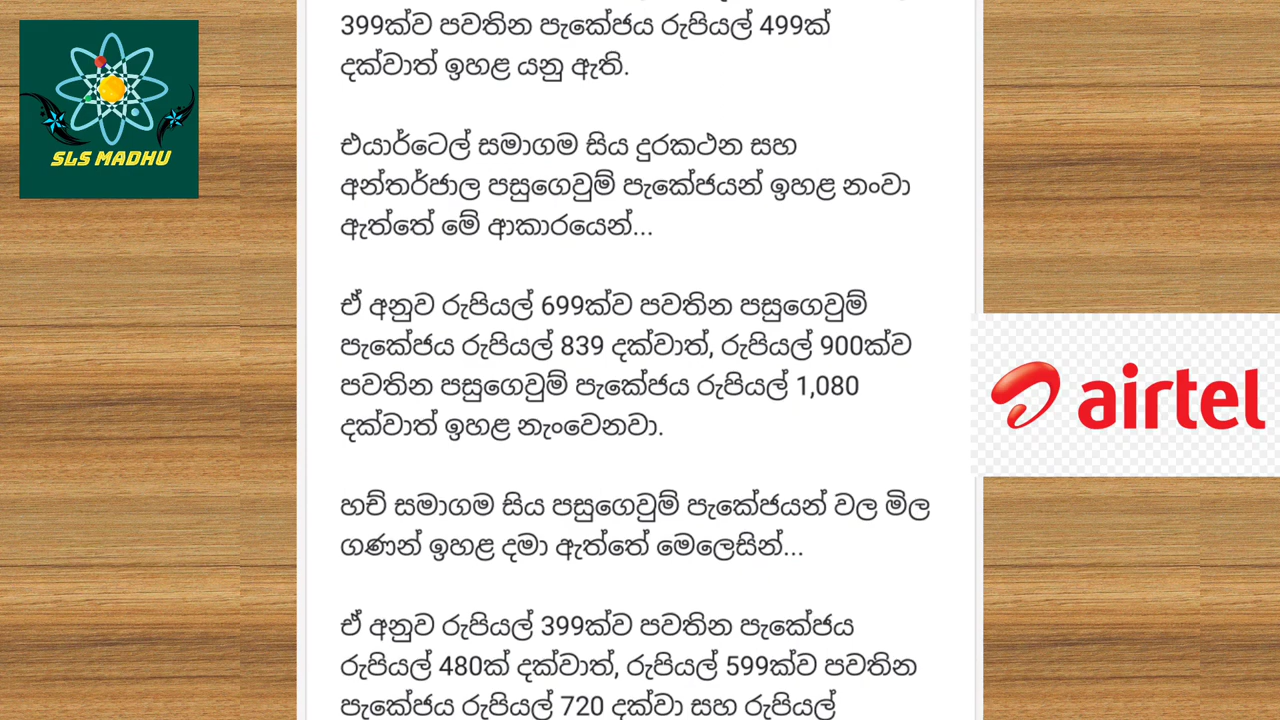 399ක්ව පවතින පැකේජය රුපියල් 499ක්
දක්වාත් ඉහළ යනු ඇති.
එයාර්ටෙල් සමාගම සිය දුරකථන සහ
අන්තර්ජාල පසුගෙවුම් පැකේජයන් ඉහළ නංවා
ඇත්තේ මේ ආකාරයෙන්...
ඒ අනුව රුපියල් 699ක්ව පවතින පසුගෙවුම්
පැකේජය රුපියල් 839 දක්වාත්, රුපියල් 900ක්ව
පවතින පසුගෙවුම් පැකේජය රුපියල් 1,080
දක්වාත් ඉහළ නැංවෙනවා.
හච් සමාගම සිය පසුගෙවුම් පැකේජයන් වල මිල
ගණන් ඉහළ දමා ඇත්තේ මෙලෙසින්...
ඒ අනුව රුපියල් 399ක්ව පවතින පැකේජය
රුපියල් 480ක් දක්වාත්, රුපියල් 599ක්ව පවතින
පැකේජය රුපියල් 720 දක්වා සහ රුපියල්
SLS MADHU
airtel